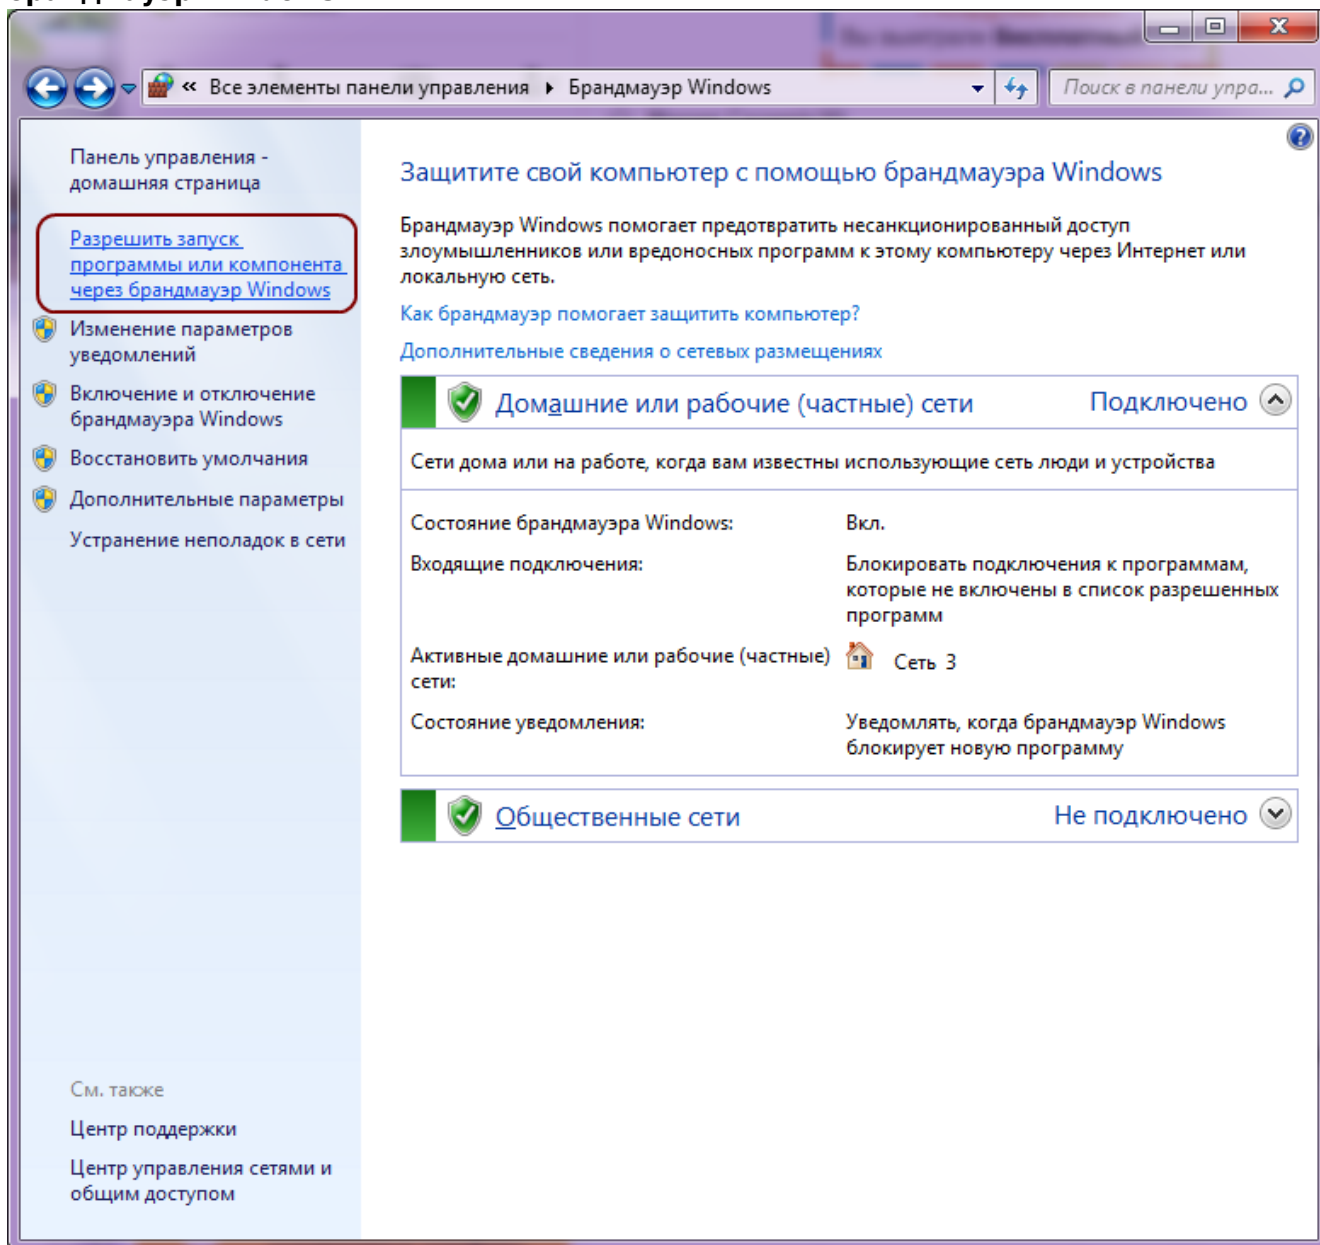 « Все элементы панели управления ▸ Брандмауэр Windows
Поиск в панели упра...
Панель управления -
домашняя страница
Разрешить запуск
программы или компонента
через брандмауэр Windows
Изменение параметров
уведомлений
Включение и отключение
брандмауэра Windows
Восстановить умолчания
Дополнительные параметры
Устранение неполадок в сети
См. также
Центр поддержки
Центр управления сетями и
общим доступом
Защитите свой компьютер с помощью брандмауэра Windows
Брандмауэр Windows помогает предотвратить несанкционированный доступ
злоумышленников или вредоносных программ к этому компьютеру через Интернет или
локальную сеть.
Как брандмауэр помогает защитить компьютер?
Дополнительные сведения о сетевых размещениях
Домашние или рабочие (частные) сети Подключено
Сети дома или на работе, когда вам известны использующие сеть люди и устройства
Состояние брандмауэра Windows: Вкл.
Входящие подключения: Блокировать подключения к программам,
которые не включены в список разрешенных
программ
Активные домашние или рабочие (частные) Сеть 3
сети:
Состояние уведомления: Уведомлять, когда брандмауэр Windows
блокирует новую программу
Общественные сети Не подключено